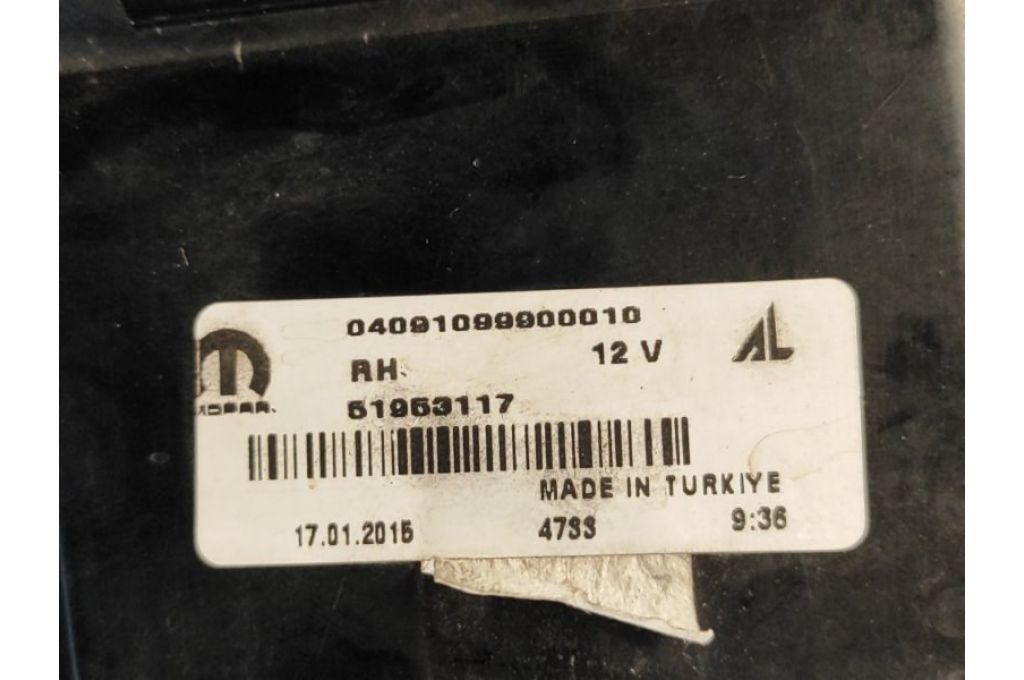 04091099900010
RH
12 V
AL
MOPAR.
51953117
MADE IN TURKIYE
17.01.2015
4733
9:36